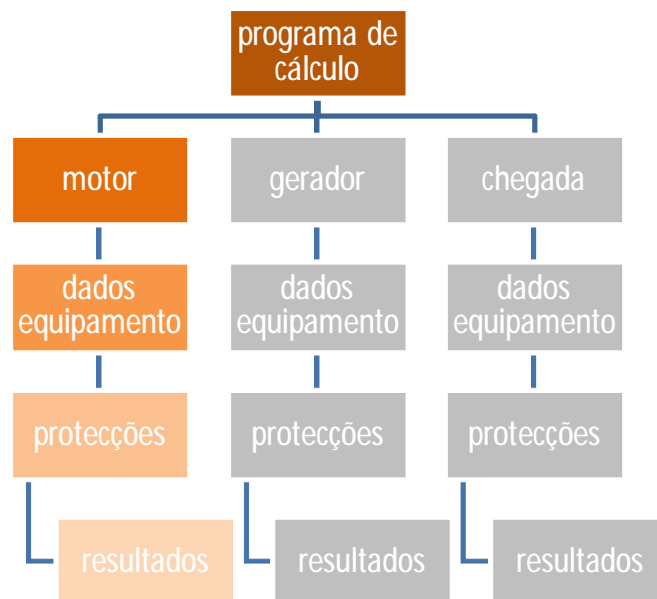 programa de
cálculo
motor
gerador
chegada
dados
equipamento
dados
equipamento
dados
equipamento
protecções
protecções
protecções
resultados
resultados
resultados